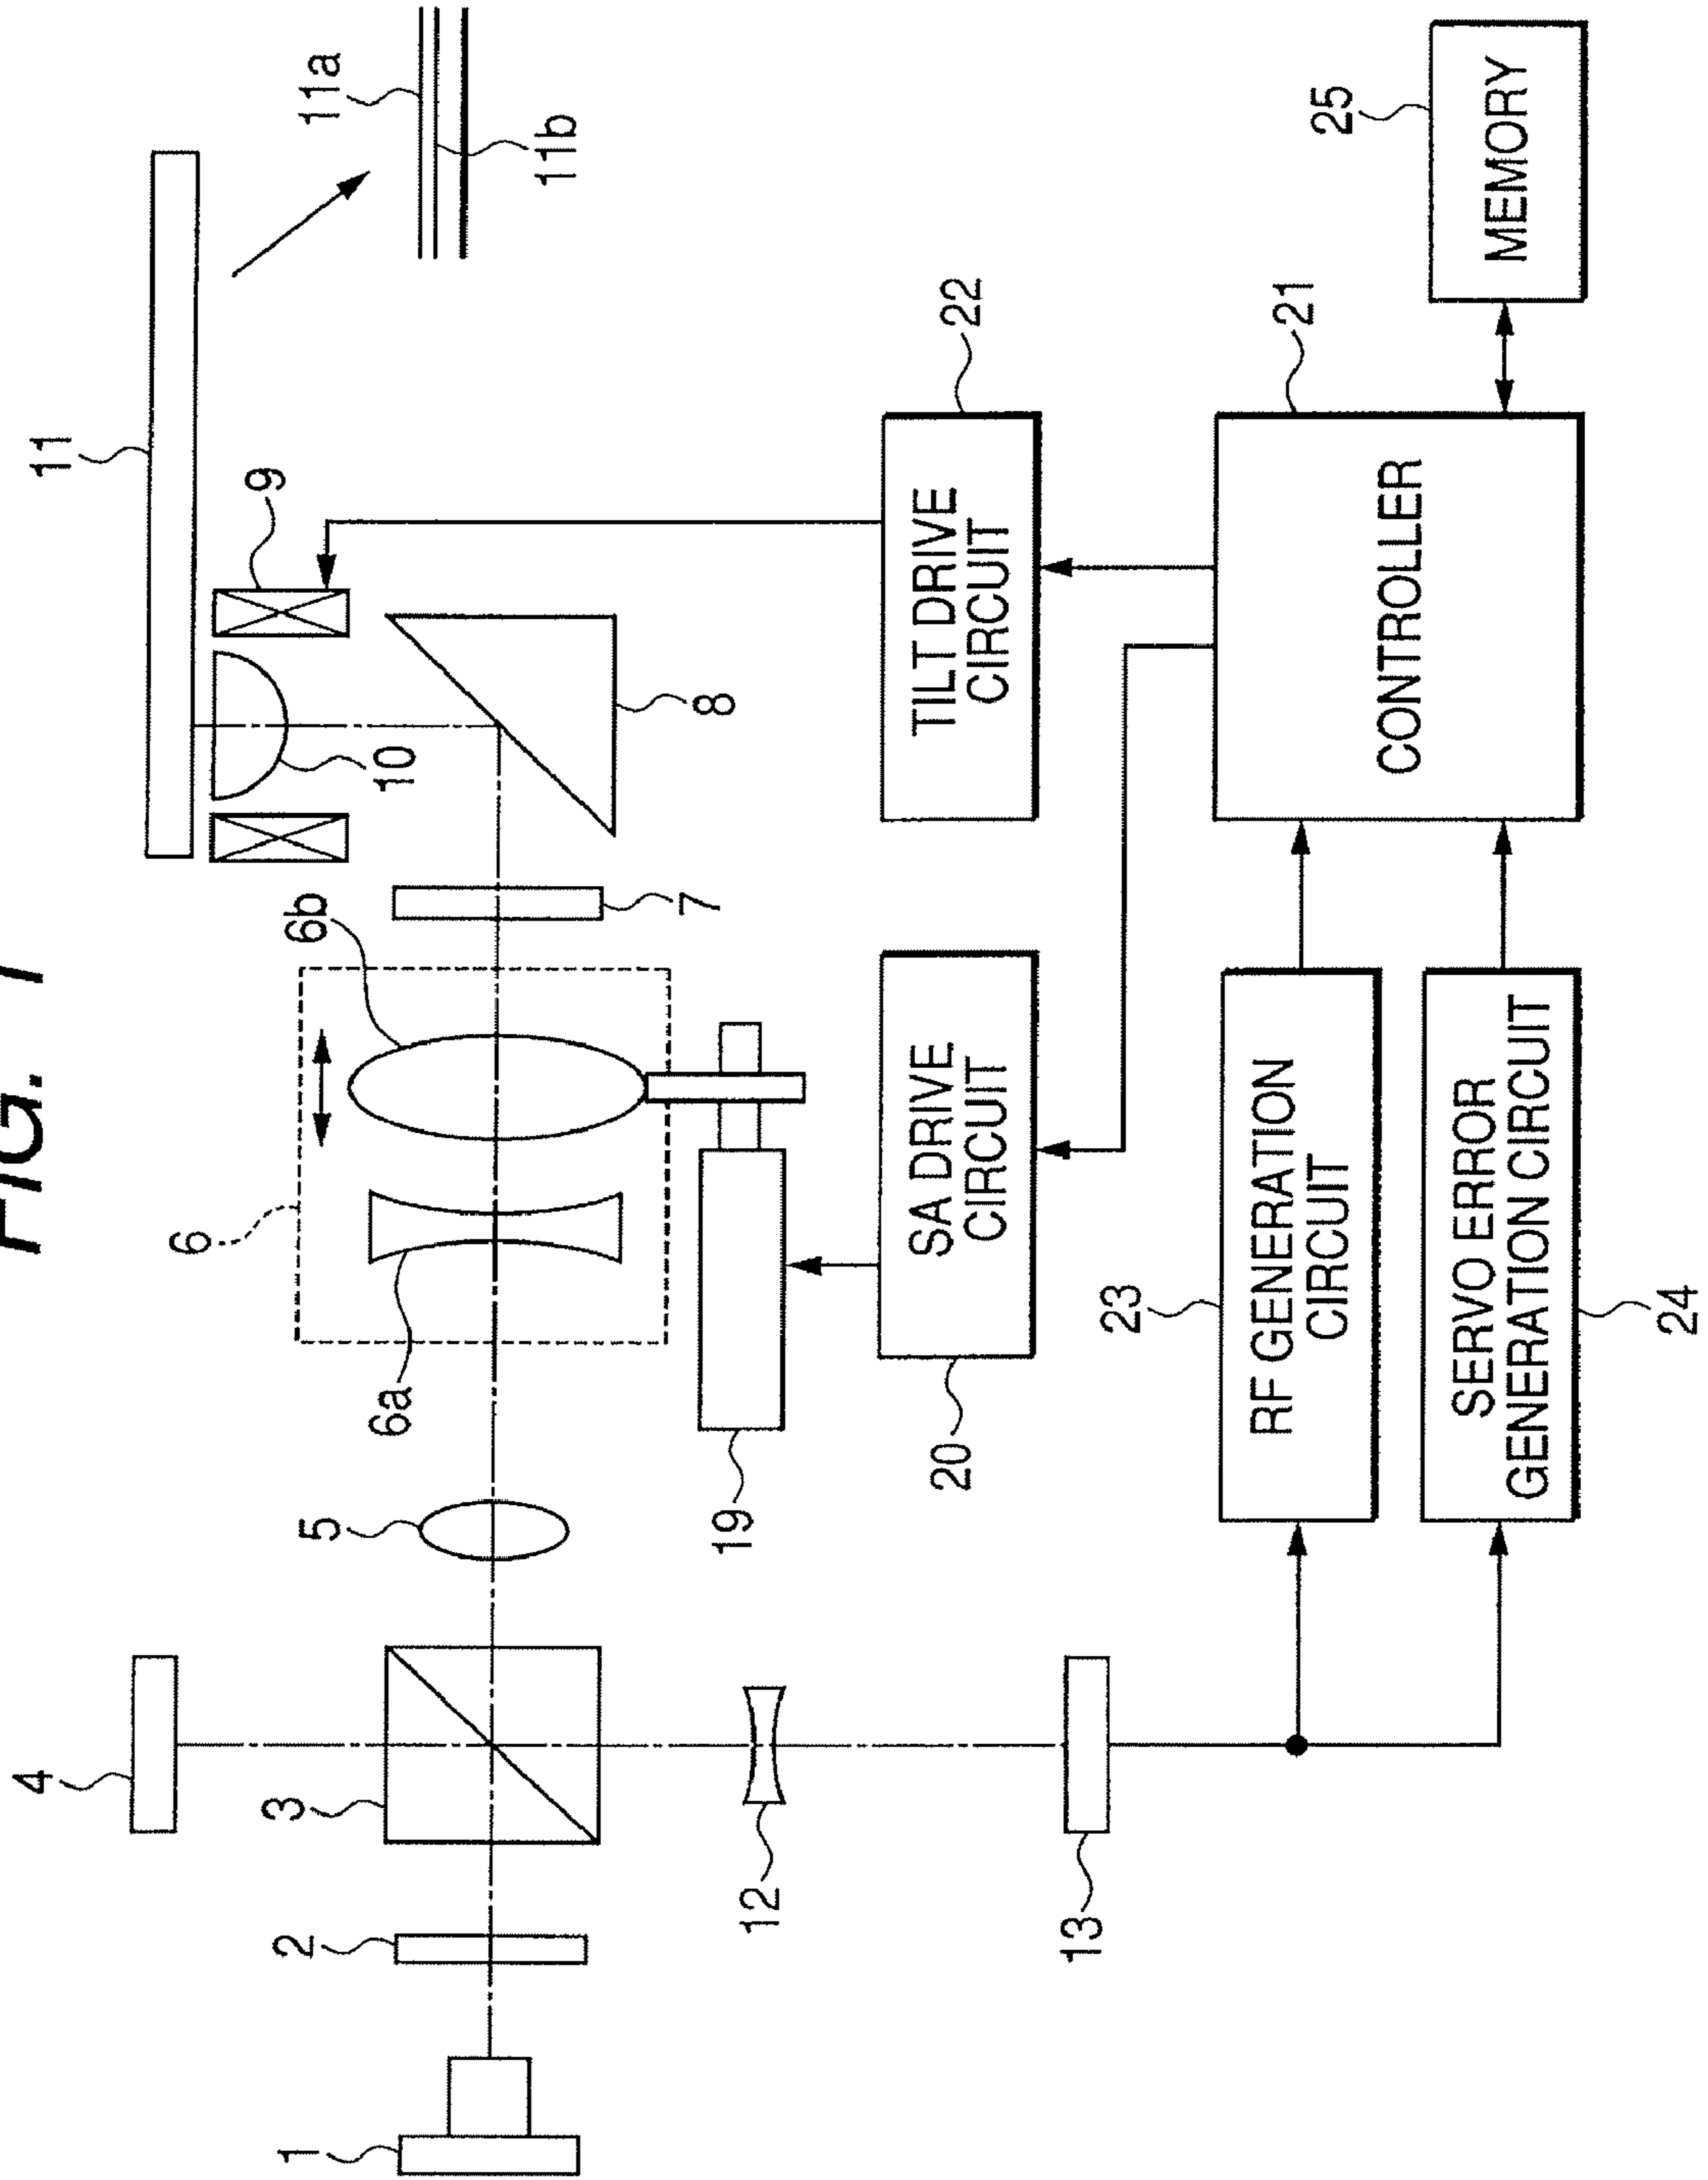 FIG. 1
1
2
3
4
5
6
6a
6b
7
8
9
10
11
11a
11b
12
13
19
20
SA DRIVE
CIRCUIT
22
TILT DRIVE
CIRCUIT
23
RF GENERATION
CIRCUIT
24
SERVO ERROR
GENERATION CIRCUIT
21
CONTROLLER
25
MEMORY